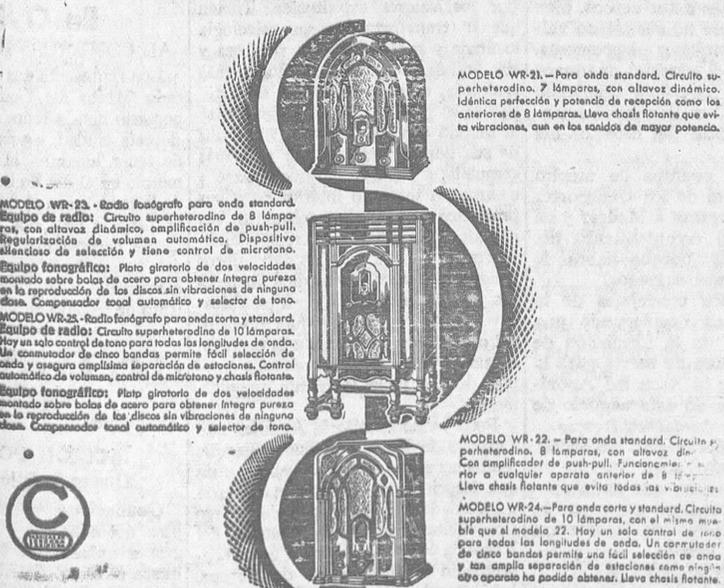 MODELO WR-21.—Para onda standard. Circuito su-
perheterodino. 7 lámparas, con altavoz dinámico.
Idéntica perfección y potencia de recepción como los
anteriores de 8 lámparas. Lleva chasis flotante que evi-
ta vibraciones, aun en los sonidos de mayor potencia.
MODELO WR-23. - Radio fonógrafo para onda standard.
Equipo de radio: Circuito superheterodino de 8 lámpa-
ras, con altavoz dinámico, amplificación de push-pull.
Regularización de volumen automático. Dispositivo
silencioso de selección y tiene control de microtono.
Equipo fonográfico: Plato giratorio de dos velocidades
montado sobre bolas de acero para obtener íntegra pureza
en la reproducción de los discos sin vibraciones de ninguna
clase. Compensador tonal automático y selector de tono.
MODELO WR-25. - Radio fonógrafo para onda corta y standard.
Equipo de radio: Circuito superheterodino de 10 lámparas.
Hay un solo control de tono para todas las longitudes de onda.
Un conmutador de cinco bandas permite fácil selección de
onda y asegura amplísima separación de estaciones. Control
automático de volumen, control de microtono y chasis flotante.
Equipo fonográfico: Plato giratorio de dos velocidades
montado sobre bolas de acero para obtener íntegra pureza
en la reproducción de los discos sin vibraciones de ninguna
clase. Compensador tonal automático y selector de tono.
MODELO WR-22. — Para onda standard. Circuito su-
perheterodino. 8 lámparas, con altavoz
Con amplificador de push-pull.
rior a cualquier aparato anterior de 8
Lleva chasis flotante que evita todas las vibraciones
MODELO WR-24.—Para onda corta y standard. Circuito
superheterodino de 10 lámparas, con el mismo mue-
ble que el modelo 22. Hay un solo control de tono
para todas las longitudes de onda. Un conmutador
de cinco bandas permite una fácil selección de onda
y tan amplia separación de estaciones como ningún
otro aparato ha podido obtener. Lleva chasis flotan
C